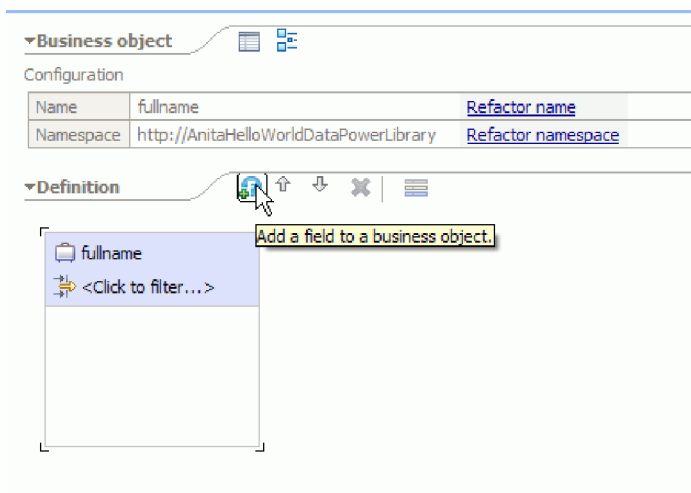 Business object
Configuration
Name fullname Refactor name
Namespace http://AnitaHelloWorldDataPowerLibrary Refactor namespace
Definition
Add a field to a business object.
fullname
<Click to filter...>